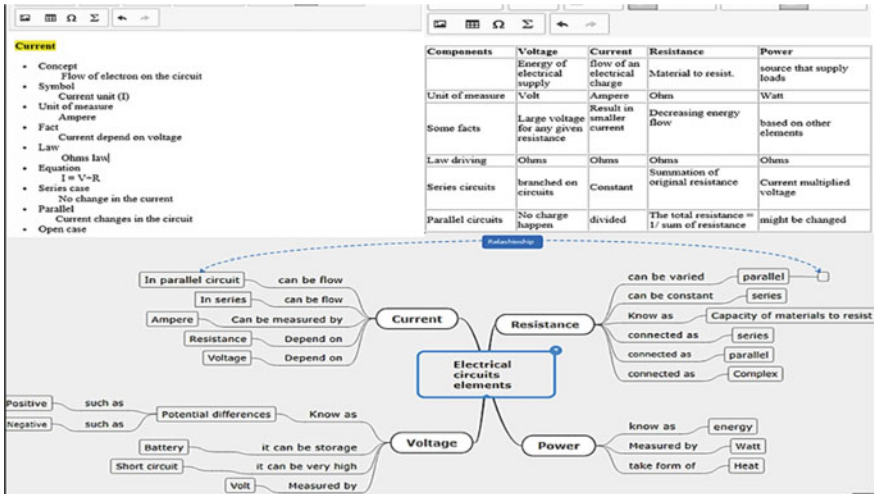 Current
• Concept
Flow of electron on the circuit
• Symbol
Current unit (I)
• Unit of measure
Ampere
• Fact
Current depend on voltage
• Law
Ohms law
• Equation
I = V÷R
• Series case
No change in the current
• Parallel
Current changes in the circuit
• Open case
Components Voltage Current Resistance Power
Energy of electrical supply flow of an electrical charge Material to resist. source that supply loads
Unit of measure Volt Ampere Ohm Watt
Some facts Large voltage for any given resistance Result in smaller current Decreasing energy flow based on other elements
Law driving Ohms Ohms Ohms Ohms
Series circuits branched on circuits Constant Summation of original resistance Current multiplied voltage
Parallel circuits No charge happen divided The total resistance = 1/ sum of resistance might be changed
Relationship
In parallel circuit can be flow
In series can be flow
Ampere Can be measured by
Resistance Depend on
Voltage Depend on
Current
Resistance
can be varied parallel
can be constant series
Know as Capacity of materials to resist
connected as series
connected as parallel
connected as Complex
Electrical
circuits
elements
Positive such as
Negative such as
Potential differences Know as
Battery it can be storage
Short circuit it can be very high
Volt Measured by
Voltage
Power
know as energy
Measured by Watt
take form of Heat